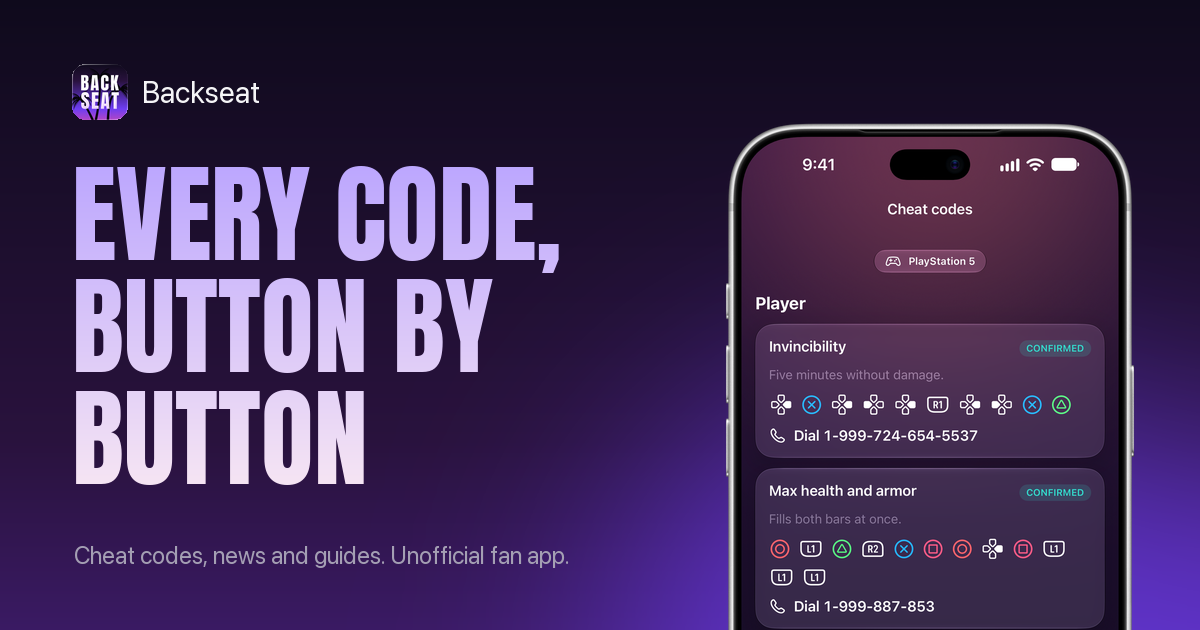 BACK
SEAT
Backseat
EVERY CODE,
BUTTON BY
BUTTON
Cheat codes, news and guides. Unofficial fan app.
9:41
Cheat codes
PlayStation 5
Player
Invincibility
CONFIRMED
Five minutes without damage.
R1
Dial 1-999-724-654-5537
Max health and armor
CONFIRMED
Fills both bars at once.
L1 R2 L1
L1 L1
Dial 1-999-887-853